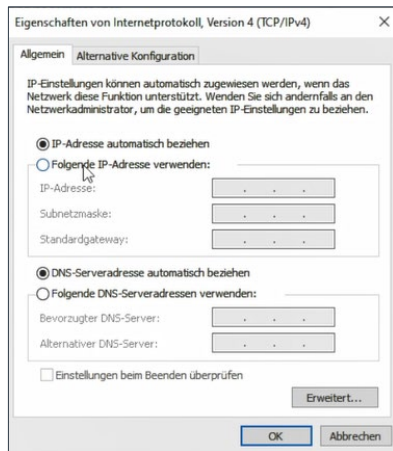 Eigenschaften von Internetprotokoll, Version 4 (TCP/IPv4)
Allgemein Alternative Konfiguration
IP-Einstellungen können automatisch zugewiesen werden, wenn das
Netzwerk diese Funktion unterstützt. Wenden Sie sich andernfalls an den
Netzwerkadministrator, um die geeigneten IP-Einstellungen zu beziehen.
IP-Adresse automatisch beziehen
Folgende IP-Adresse verwenden:
IP-Adresse:
Subnetzmaske:
Standardgateway:
DNS-Serveradresse automatisch beziehen
Folgende DNS-Serveradressen verwenden:
Bevorzugter DNS-Server:
Alternativer DNS-Server:
Einstellungen beim Beenden überprüfen
Erweitert...
OK Abbrechen